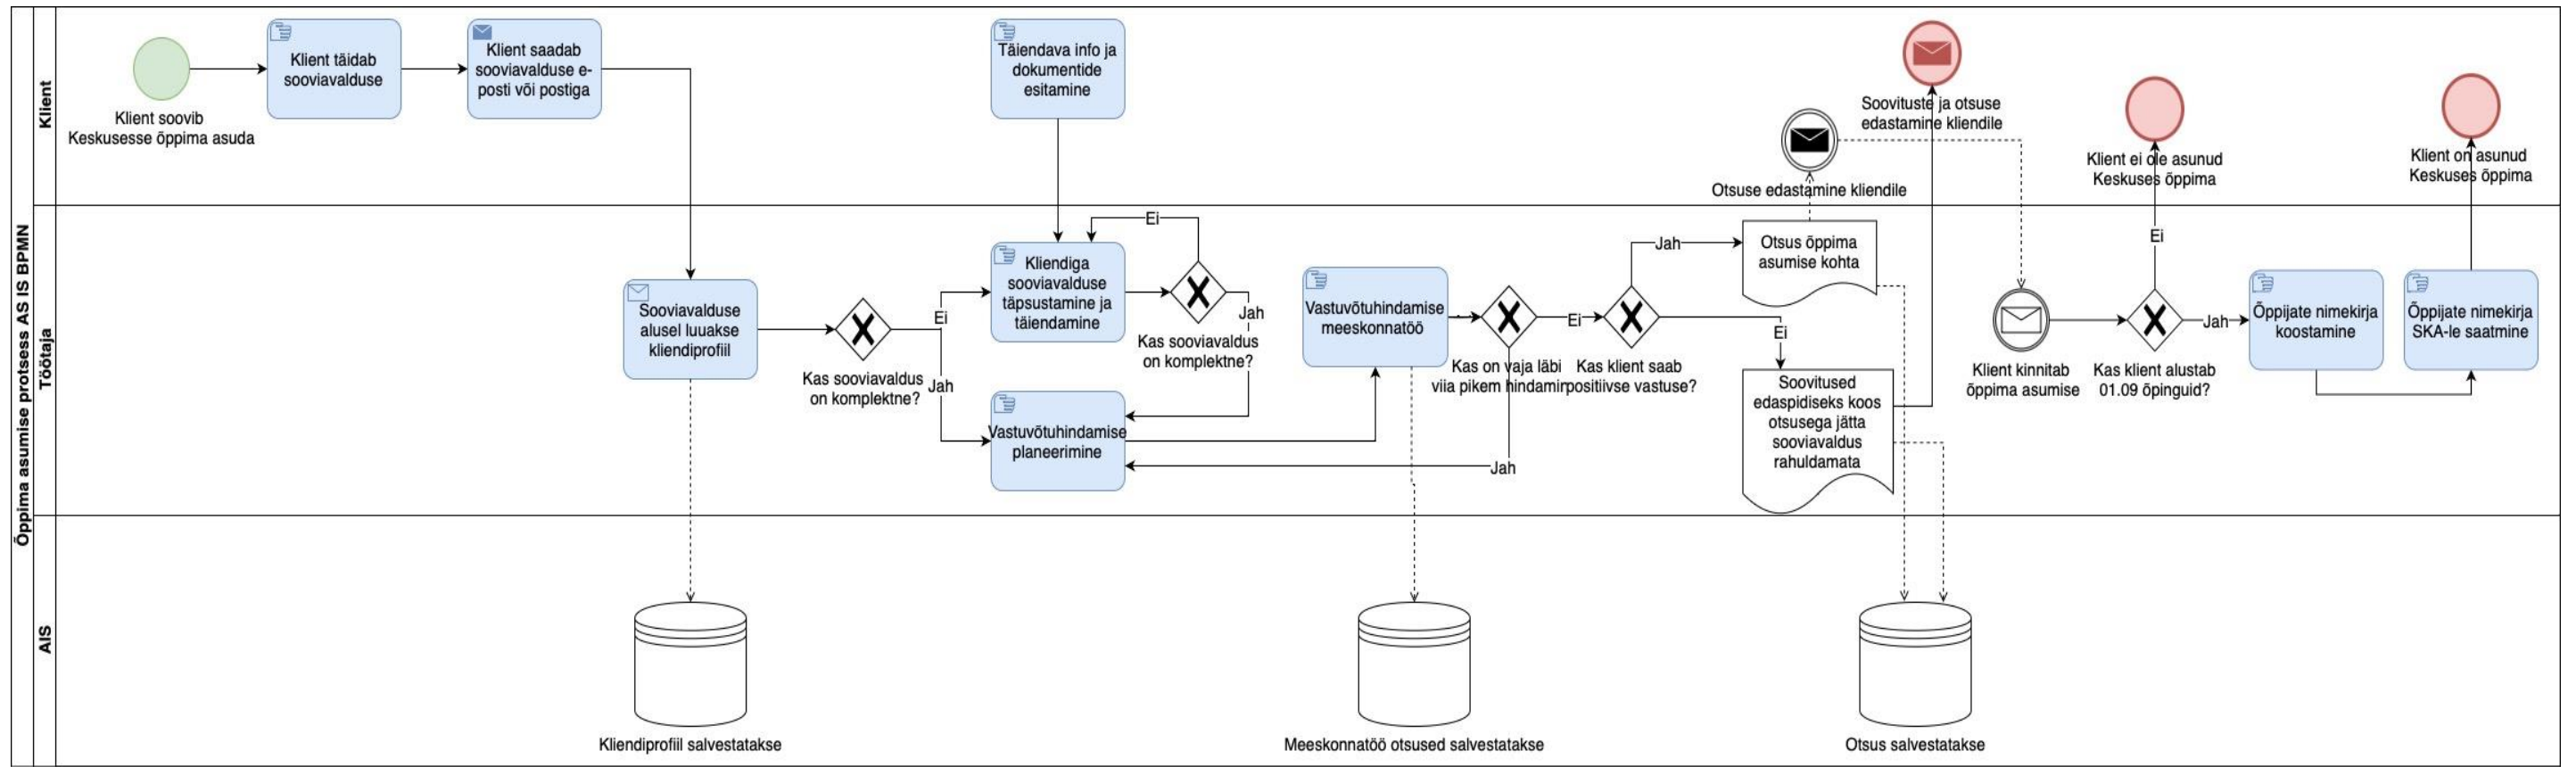 Õppima asumise protsess AS IS BPMN
Klient
Klient soovib
Keskusesse õppima asuda
Klient täidab
sooviavalduse
Klient saadab
sooviavalduse e-
posti või postiga
Täiendava info ja
dokumentide
esitamine
Otsuse edastamine kliendile
Soovituste ja otsuse
edastamine kliendile
Klient ei ole asunud
Keskuses õppima
Klient on asunud
Keskuses õppima
Töötaja
Sooviavalduse
alusel luuakse
kliendiprofiil
Kas sooviavaldus
on komplektne?
Ei
Jah
Kliendiga
sooviavalduse
täpsustamine ja
täiendamine
Ei
Jah
Kas sooviavaldus
on komplektne?
Vastuvõtuhindamise
planeerimine
Vastuvõtuhindamise
meeskonnatöö
Kas on vaja läbi
viia pikem
Jah
Ei
Kas klient saab
positiivse vastuse?
Jah
Ei
Otsus õppima
asumise kohta
Soovitused
edaspidiseks koos
otsusega jätta
sooviavaldus
rahuldamata
Klient kinnitab
õppima asumise
Kas klient alustab
01.09 õpinguid?
Ei
Jah
Õppijate nimekirja
koostamine
Õppijate nimekirja
SKA-le saatmine
AIS
Kliendiprofiil salvestatakse
Meeskonnatöö otsused salvestatakse
Otsus salvestatakse